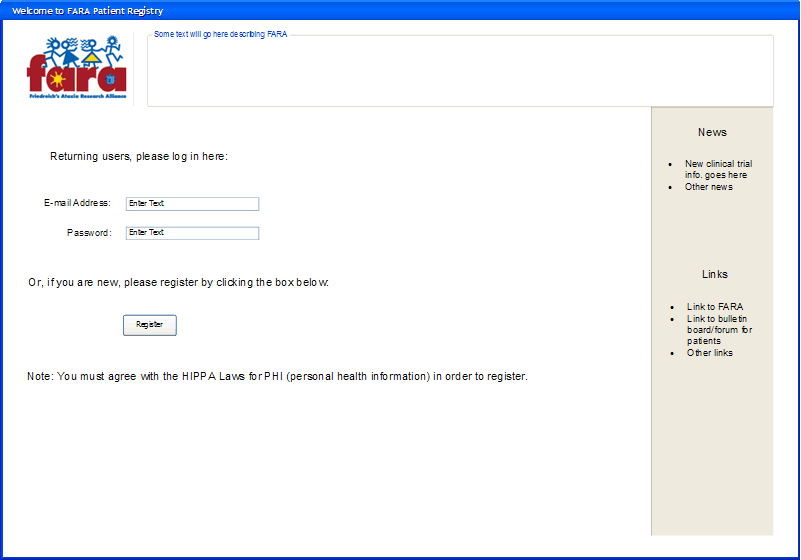 Welcome to FARA Patient Registry
fara
Friedreich's Ataxia Research Alliance
Some text will go here describing FARA
Returning users, please log in here:
E-mail Address: Enter Text
Password: Enter Text
Or, if you are new, please register by clicking the box below:
Register
Note: You must agree with the HIPPA Laws for PHI (personal health information) in order to register.
News
• New clinical trial
info. goes here
• Other news
Links
• Link to FARA
• Link to bulletin
board/forum for
patients
• Other links